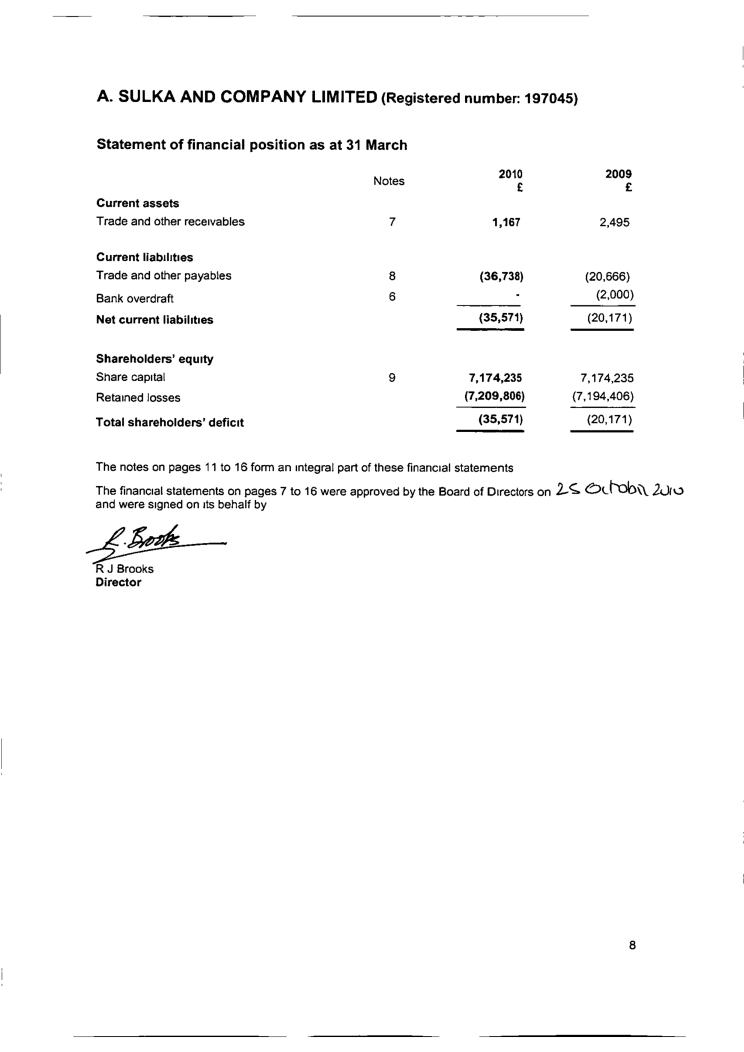 A. SULKA AND COMPANY LIMITED (Registered number: 197045)
Statement of financial position as at 31 March
Notes 2010 2009
£ £
Current assets
Trade and other receivables 7 1,167 2,495
Current liabilities
Trade and other payables 8 (36,738) (20,666)
Bank overdraft 6 - (2,000)
Net current liabilities (35,571) (20,171)
Shareholders' equity
Share capital 9 7,174,235 7,174,235
Retained losses (7,209,806) (7,194,406)
Total shareholders' deficit (35,571) (20,171)
The notes on pages 11 to 16 form an integral part of these financial statements
The financial statements on pages 7 to 16 were approved by the Board of Directors on 25 October 2010
and were signed on its behalf by
R. Brooks
R J Brooks
Director
8